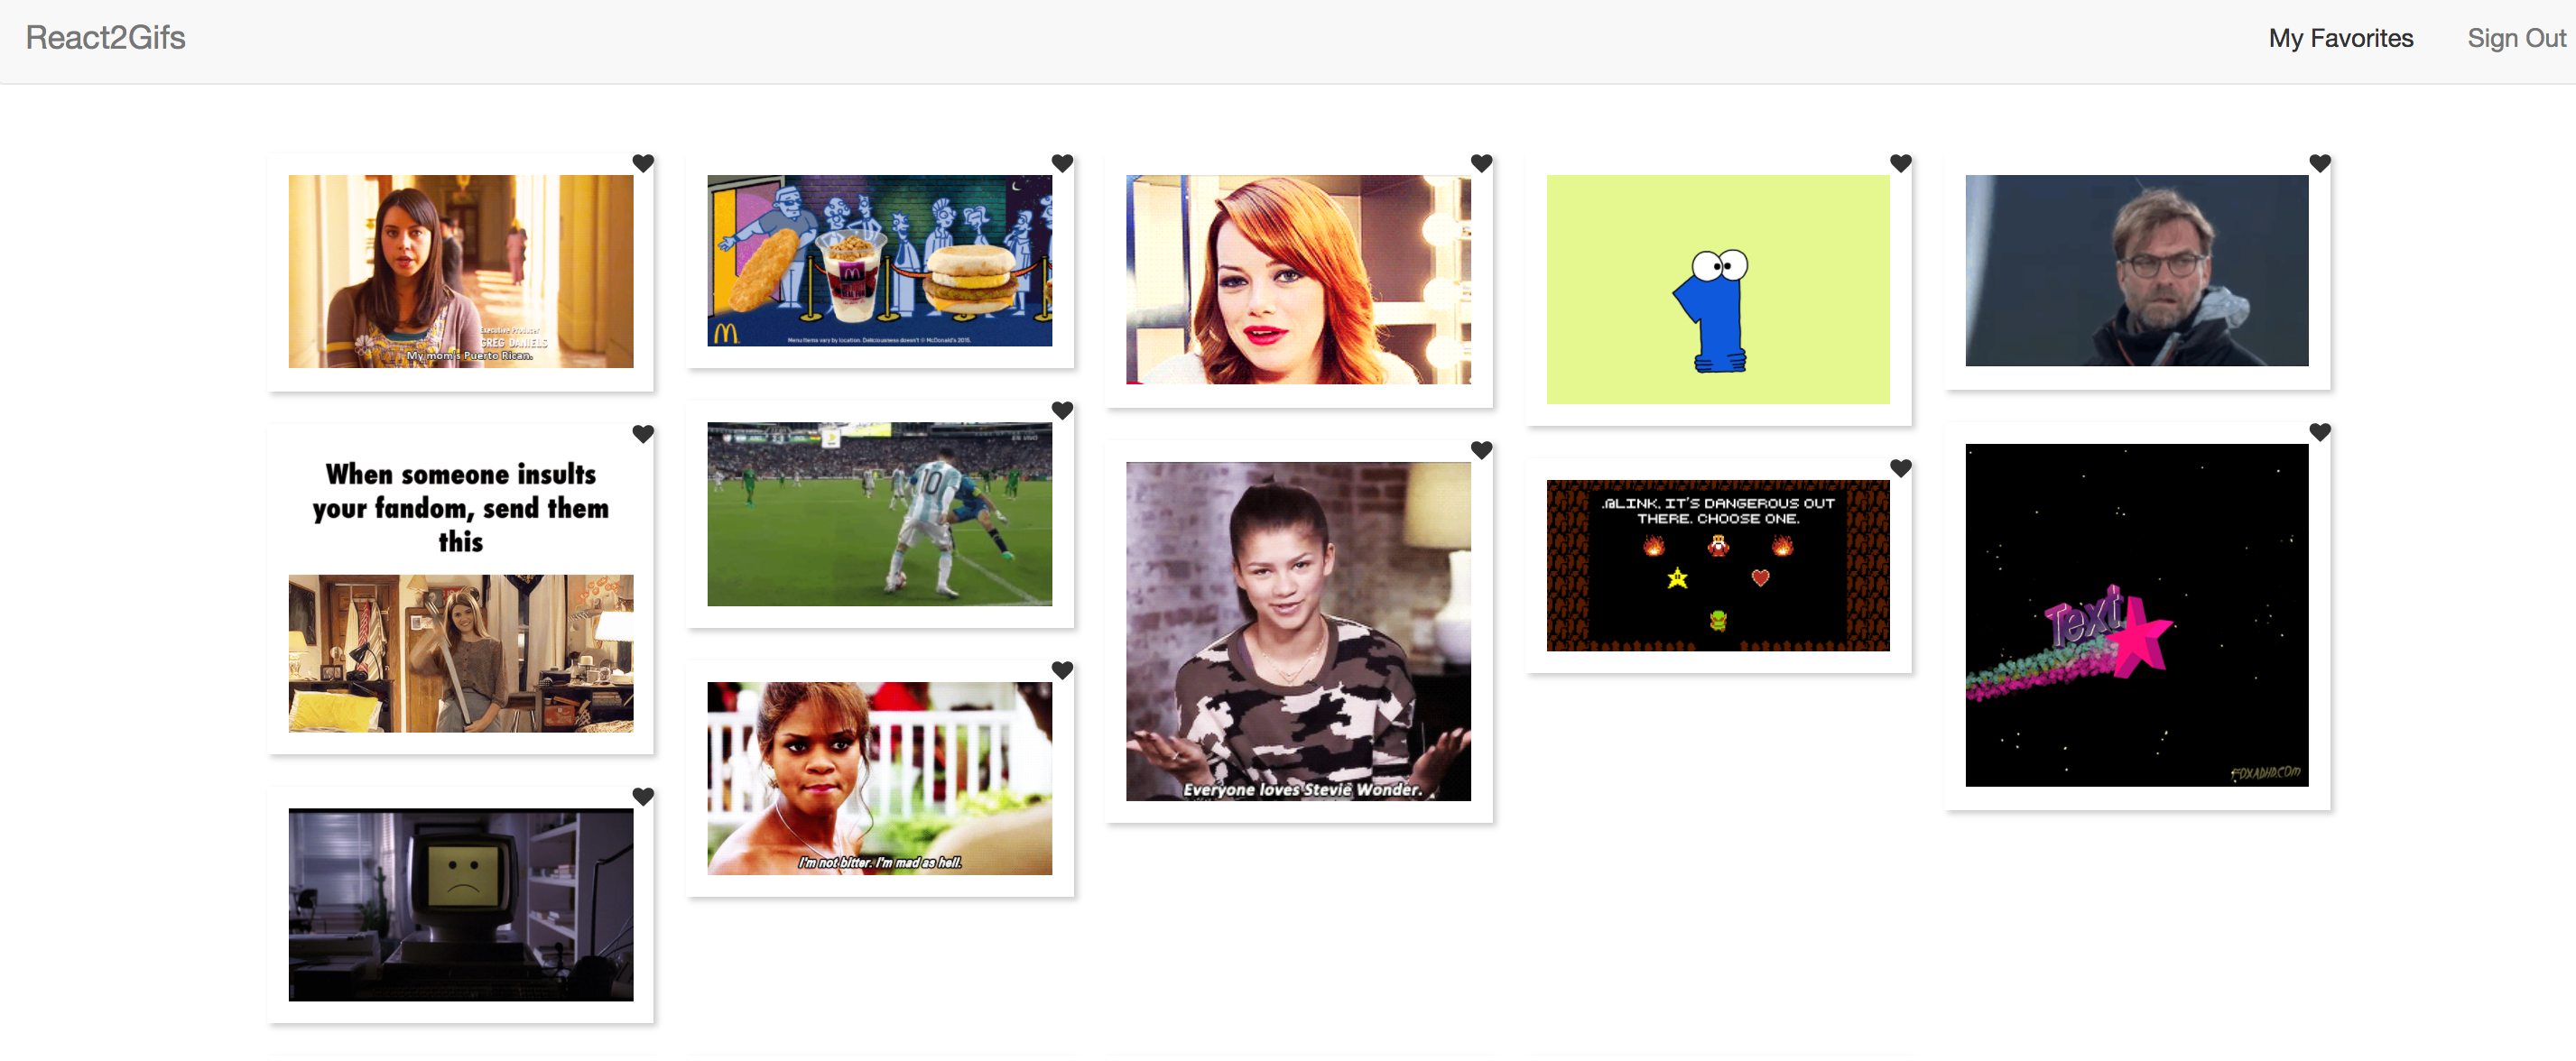 React2Gifs
My Favorites
Sign Out
Executive Producer
GREG DANIELS
My mom's Puerto Rican.
Menu items vary by location. Deliciousness doesn't © McDonald's 2015.
When someone insults
your fandom, send them
this
10
I'm not bitter. I'm mad as hell.
Everyone loves Stevie Wonder.
.@LINK, IT'S DANGEROUS OUT
THERE. CHOOSE ONE.
Text
FOXADHD.COM